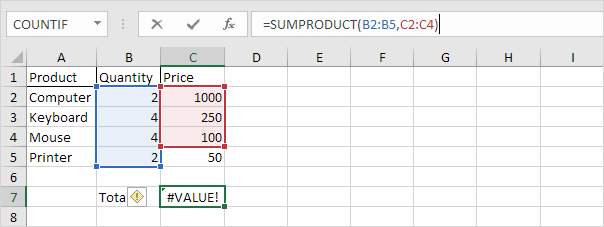 COUNTIF =SUMPRODUCT(B2:B5,C2:C4)
A B C D E F G H I
1 Product Quantity Price
2 Computer 2 1000
3 Keyboard 4 250
4 Mouse 4 100
5 Printer 2 50
6
7 Tota #VALUE!
8